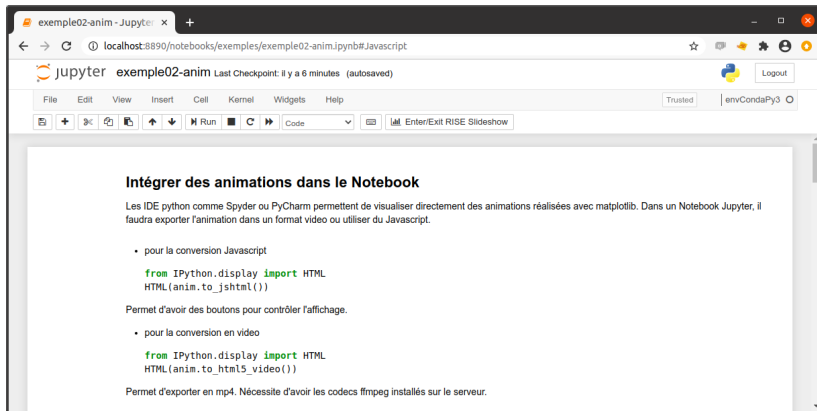 exemple02-anim - Jupyter
localhost:8890/notebooks/exemples/exemple02-anim.ipynb#Javascript
jupyter exemple02-anim Last Checkpoint: il y a 6 minutes (autosaved)
Logout
File Edit View Insert Cell Kernel Widgets Help
Trusted envCondaPy3
Run Code Enter/Exit RISE Slideshow
Intégrer des animations dans le Notebook
Les IDE python comme Spyder ou PyCharm permettent de visualiser directement des animations réalisées avec matplotlib. Dans un Notebook Jupyter, il
faudra exporter l'animation dans un format video ou utiliser du Javascript.
• pour la conversion Javascript
from IPython.display import HTML
HTML(anim.to_jshtml())
Permet d'avoir des boutons pour contrôler l'affichage.
• pour la conversion en video
from IPython.display import HTML
HTML(anim.to_html5_video())
Permet d'exporter en mp4. Nécessite d'avoir les codecs ffmpeg installés sur le serveur.